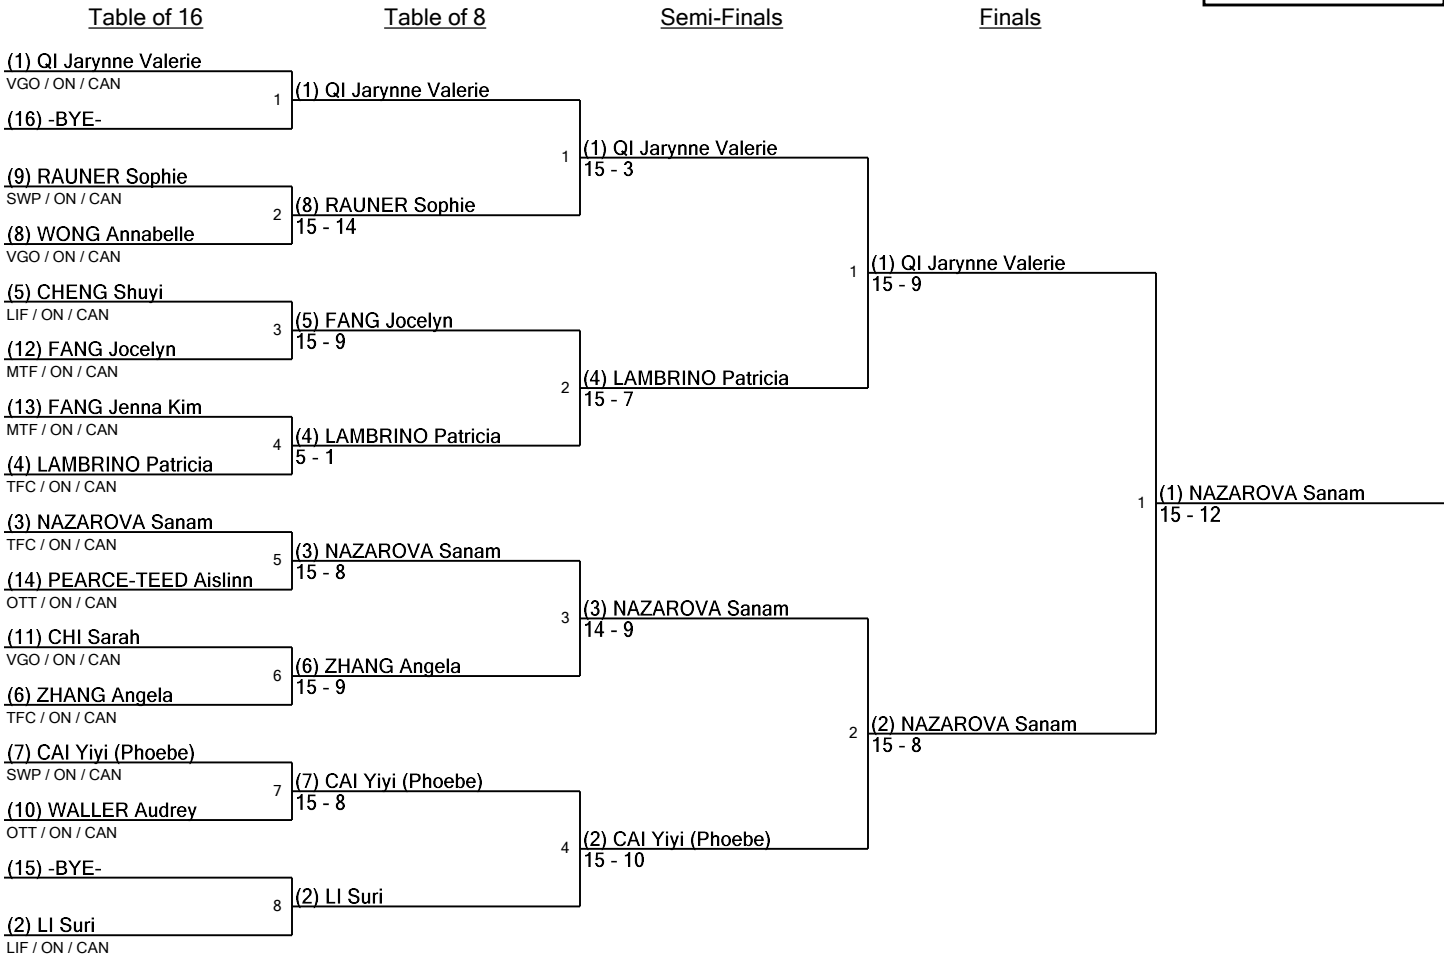 Table of 16
Table of 8
Semi-Finals
Finals
(1) QI Jarynne Valerie
VGO / ON / CAN
1
(16) -BYE-
(9) RAUNER Sophie
SWP / ON / CAN
2
(8) WONG Annabelle
VGO / ON / CAN
(5) CHENG Shuyi
LIF / ON / CAN
3
(12) FANG Jocelyn
MTF / ON / CAN
(13) FANG Jenna Kim
MTF / ON / CAN
4
(4) LAMBRINO Patricia
TFC / ON / CAN
(3) NAZAROVA Sanam
TFC / ON / CAN
5
(14) PEARCE-TEED Aislinn
OTT / ON / CAN
(11) CHI Sarah
VGO / ON / CAN
6
(6) ZHANG Angela
TFC / ON / CAN
(7) CAI Yiyi (Phoebe)
SWP / ON / CAN
7
(10) WALLER Audrey
OTT / ON / CAN
(15) -BYE-
8
(2) LI Suri
LIF / ON / CAN
(1) QI Jarynne Valerie
1
(8) RAUNER Sophie
15 - 14
(5) FANG Jocelyn
15 - 9
2
(4) LAMBRINO Patricia
5 - 1
(3) NAZAROVA Sanam
15 - 8
3
(6) ZHANG Angela
15 - 9
(7) CAI Yiyi (Phoebe)
15 - 8
4
(2) LI Suri
(1) QI Jarynne Valerie
15 - 3
1
(4) LAMBRINO Patricia
15 - 7
(3) NAZAROVA Sanam
14 - 9
2
(2) CAI Yiyi (Phoebe)
15 - 10
(1) QI Jarynne Valerie
15 - 9
1
(2) NAZAROVA Sanam
15 - 8
(1) NAZAROVA Sanam
15 - 12